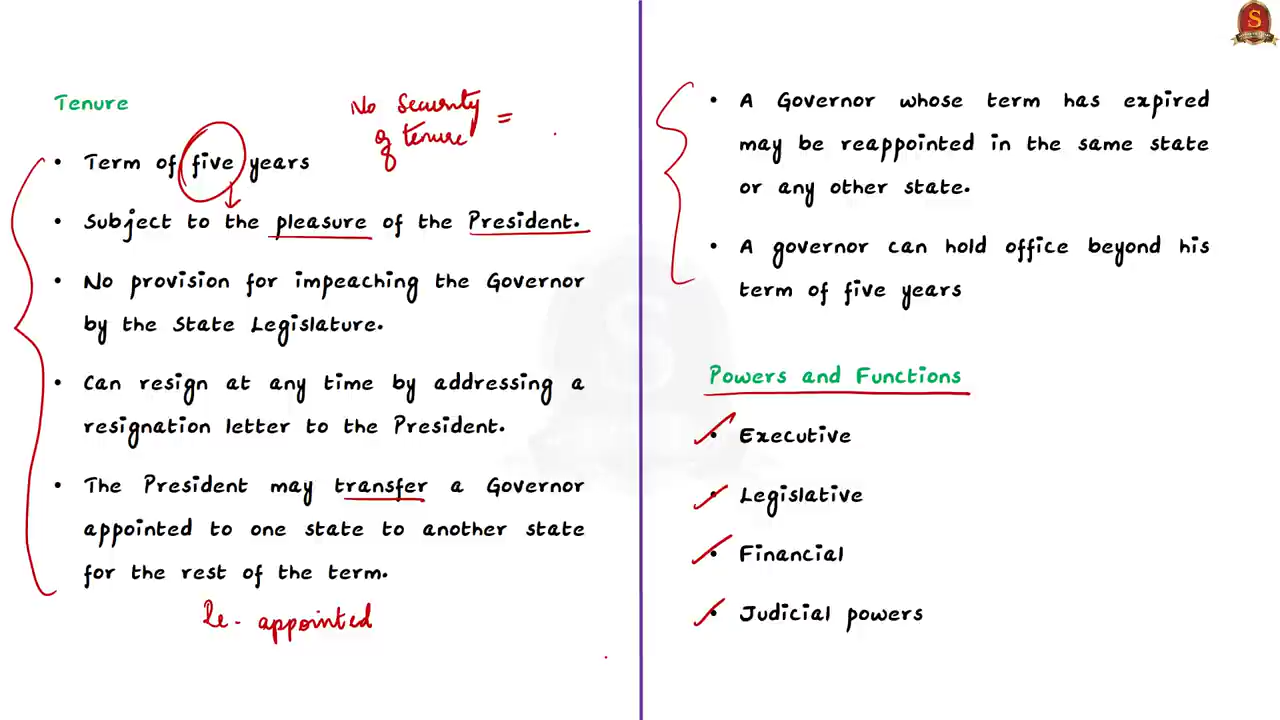 Tenure
No Security
of tenure =
• Term of five years
• Subject to the pleasure of the President.
• No provision for impeaching the Governor
by the State Legislature.
• Can resign at any time by addressing a
resignation letter to the President.
• The President may transfer a Governor
appointed to one state to another state
for the rest of the term.
Re-appointed
• A Governor whose term has expired
may be reappointed in the same state
or any other state.
• A governor can hold office beyond his
term of five years
Powers and Functions
• Executive
• Legislative
• Financial
• Judicial powers
S